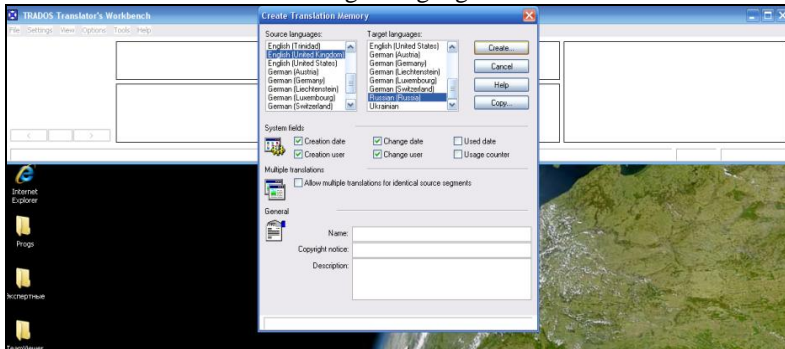 TRADOS Translator's Workbench
File Settings View Options Tools Help
Create Translation Memory
Source languages:
Target languages:
English (Trinidad)
English (United Kingdom)
English (United States)
German (Austria)
German (Germany)
German (Liechtenstein)
German (Luxembourg)
German (Switzerland)
English (United States)
German (Austria)
German (Germany)
German (Liechtenstein)
German (Luxembourg)
German (Switzerland)
Russian (Russia)
Ukrainian
Create...
Cancel
Help
Copy...
System fields
Creation date
Change date
Used date
Creation user
Change user
Usage counter
Multiple translations
Allow multiple translations for identical source segments
General
Name:
Copyright notice:
Description:
Internet
Explorer
Progs
Экспертные
TeamViewer